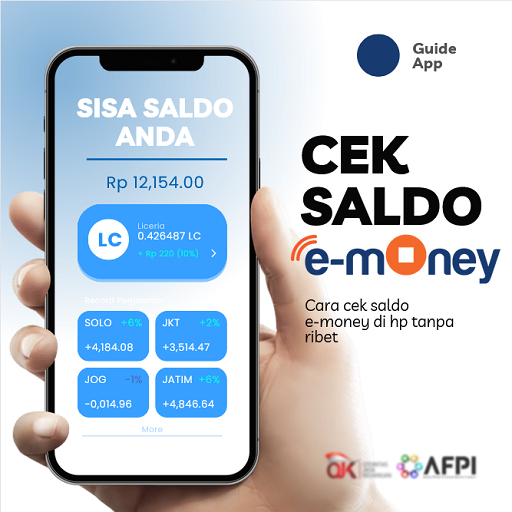 Guide
App
SISA SALDO
ANDA
Rp 12,154.00
LC
Liceria
0.426487 LC
+ Rp 220 (10%)
CEK
SALDO
e-money
Cara cek saldo
e-money di hp tanpa
ribet
SOLO +6%
+4,184.08
JKT +2%
+3,514.47
JOG -1%
-0,014.96
JATIM +6%
+4,846.64
More
AFPI